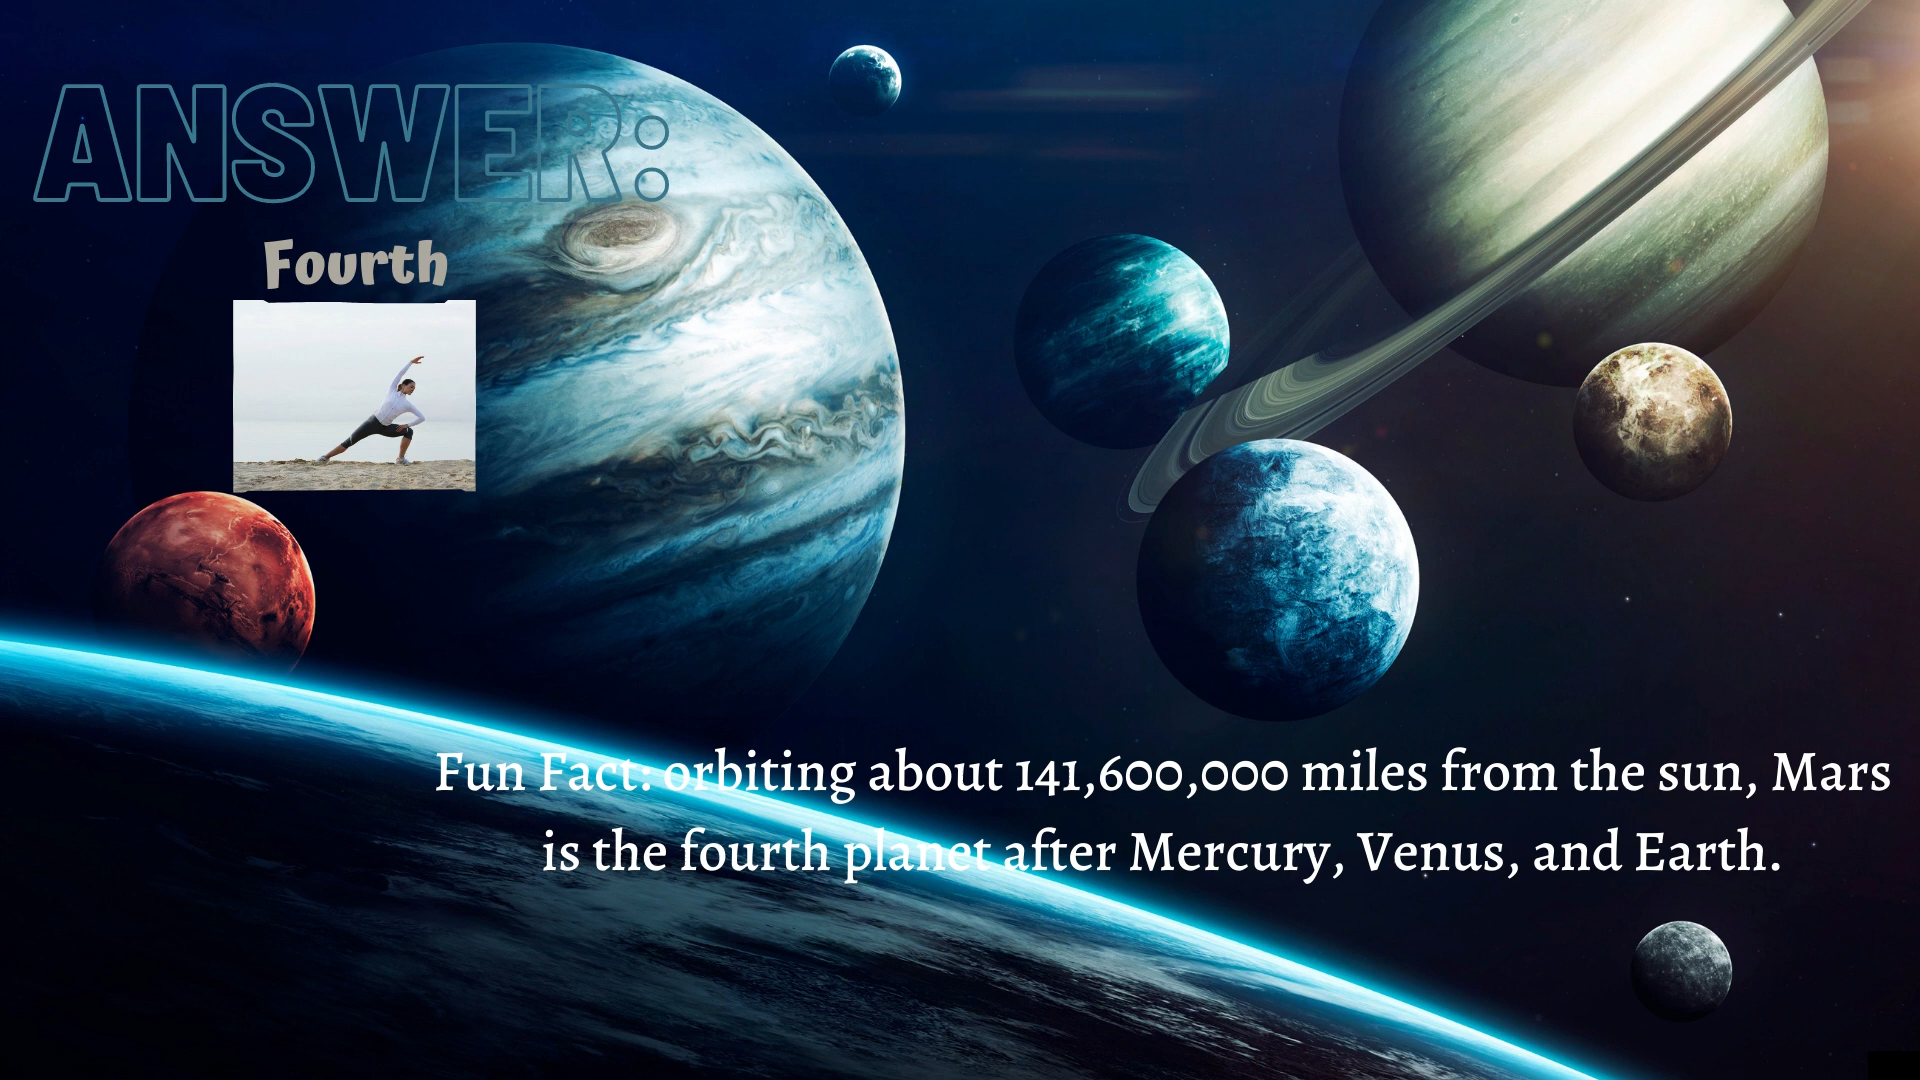 ANSWER:
Fourth
Fun Fact: orbiting about 141,600,000 miles from the sun, Mars
is the fourth planet after Mercury, Venus, and Earth.